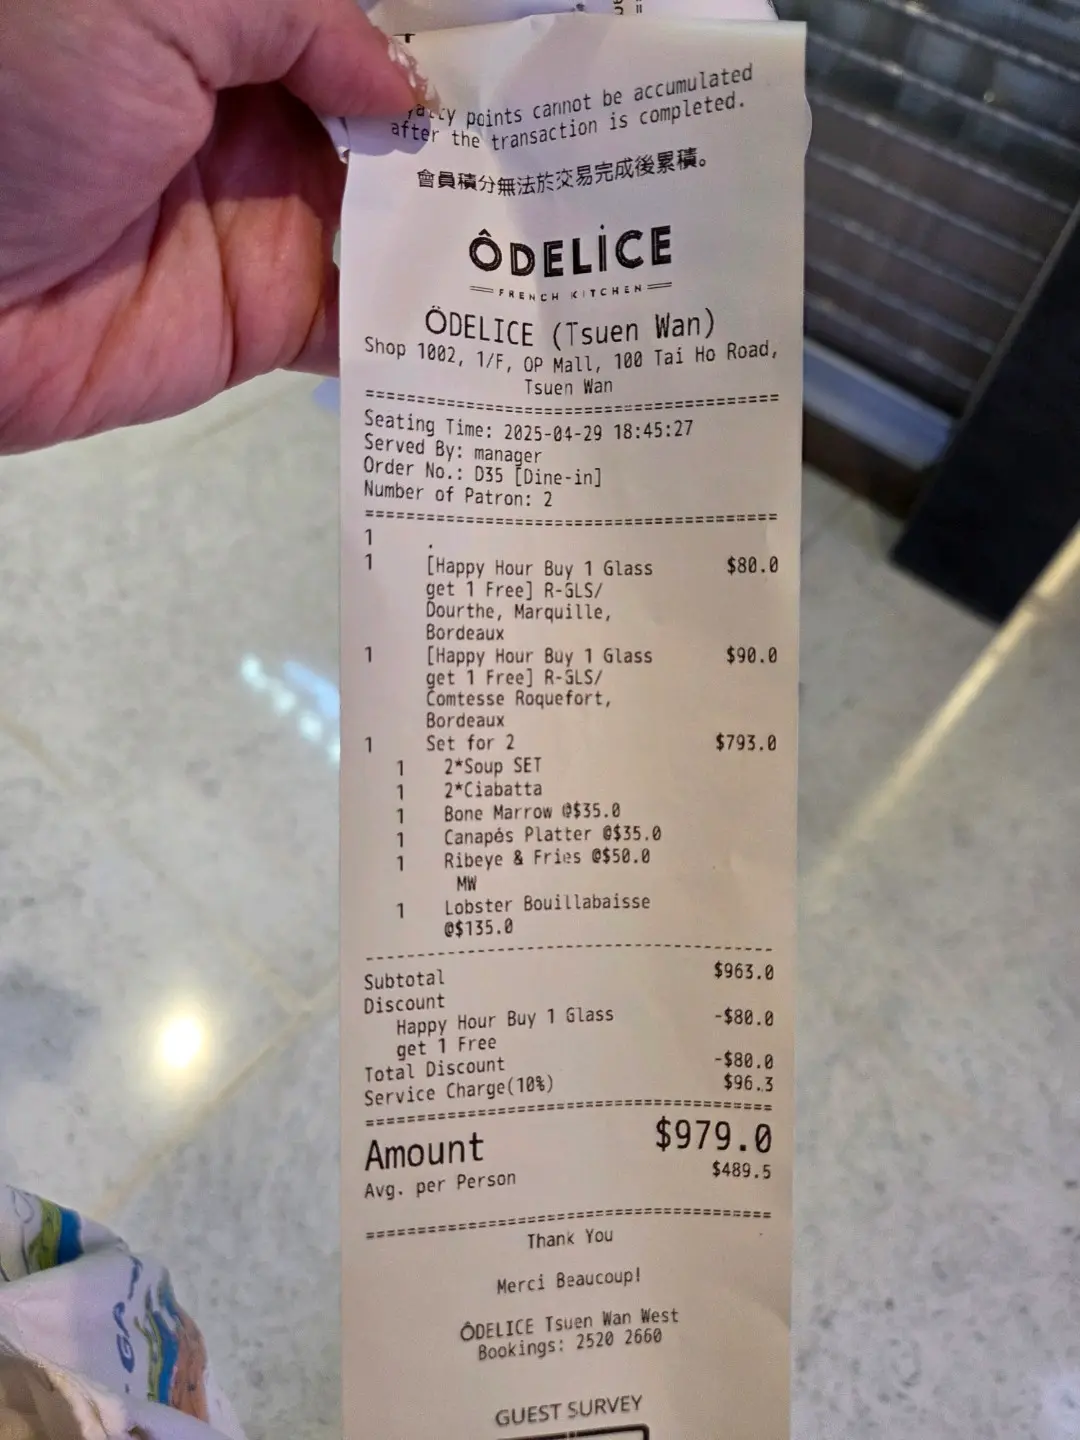 points cannot be accumulated
after the transaction is completed.
會員積分無法於交易完成後累積。
ÔDELİCE
FRENCH KITCHEN
ÔDELICE (Tsuen Wan)
Shop 1002, 1/F, OP Mall, 100 Tai Ho Road,
Tsuen Wan
=======================================
Seating Time: 2025-04-29 18:45:27
Served By: manager
Order No.: D35 [Dine-in]
Number of Patron: 2
=======================================
1 .
1 [Happy Hour Buy 1 Glass $80.0
get 1 Free] R-GLS/
Dourthe, Marquille,
Bordeaux
1 [Happy Hour Buy 1 Glass $90.0
get 1 Free] R-GLS/
Comtesse Roquefort,
Bordeaux
1 Set for 2 $793.0
1 2*Soup SET
1 2*Ciabatta
1 Bone Marrow @$35.0
1 Canapés Platter @$35.0
1 Ribeye & Fries @$50.0
MW
1 Lobster Bouillabaisse
@$135.0
---------------------------------------
Subtotal $963.0
Discount
Happy Hour Buy 1 Glass -$80.0
get 1 Free
Total Discount -$80.0
Service Charge(10%) $96.3
=======================================
Amount $979.0
Avg. per Person $489.5
=======================================
Thank You
Merci Beaucoup!
ÔDELICE Tsuen Wan West
Bookings: 2520 2660
GUEST SURVEY